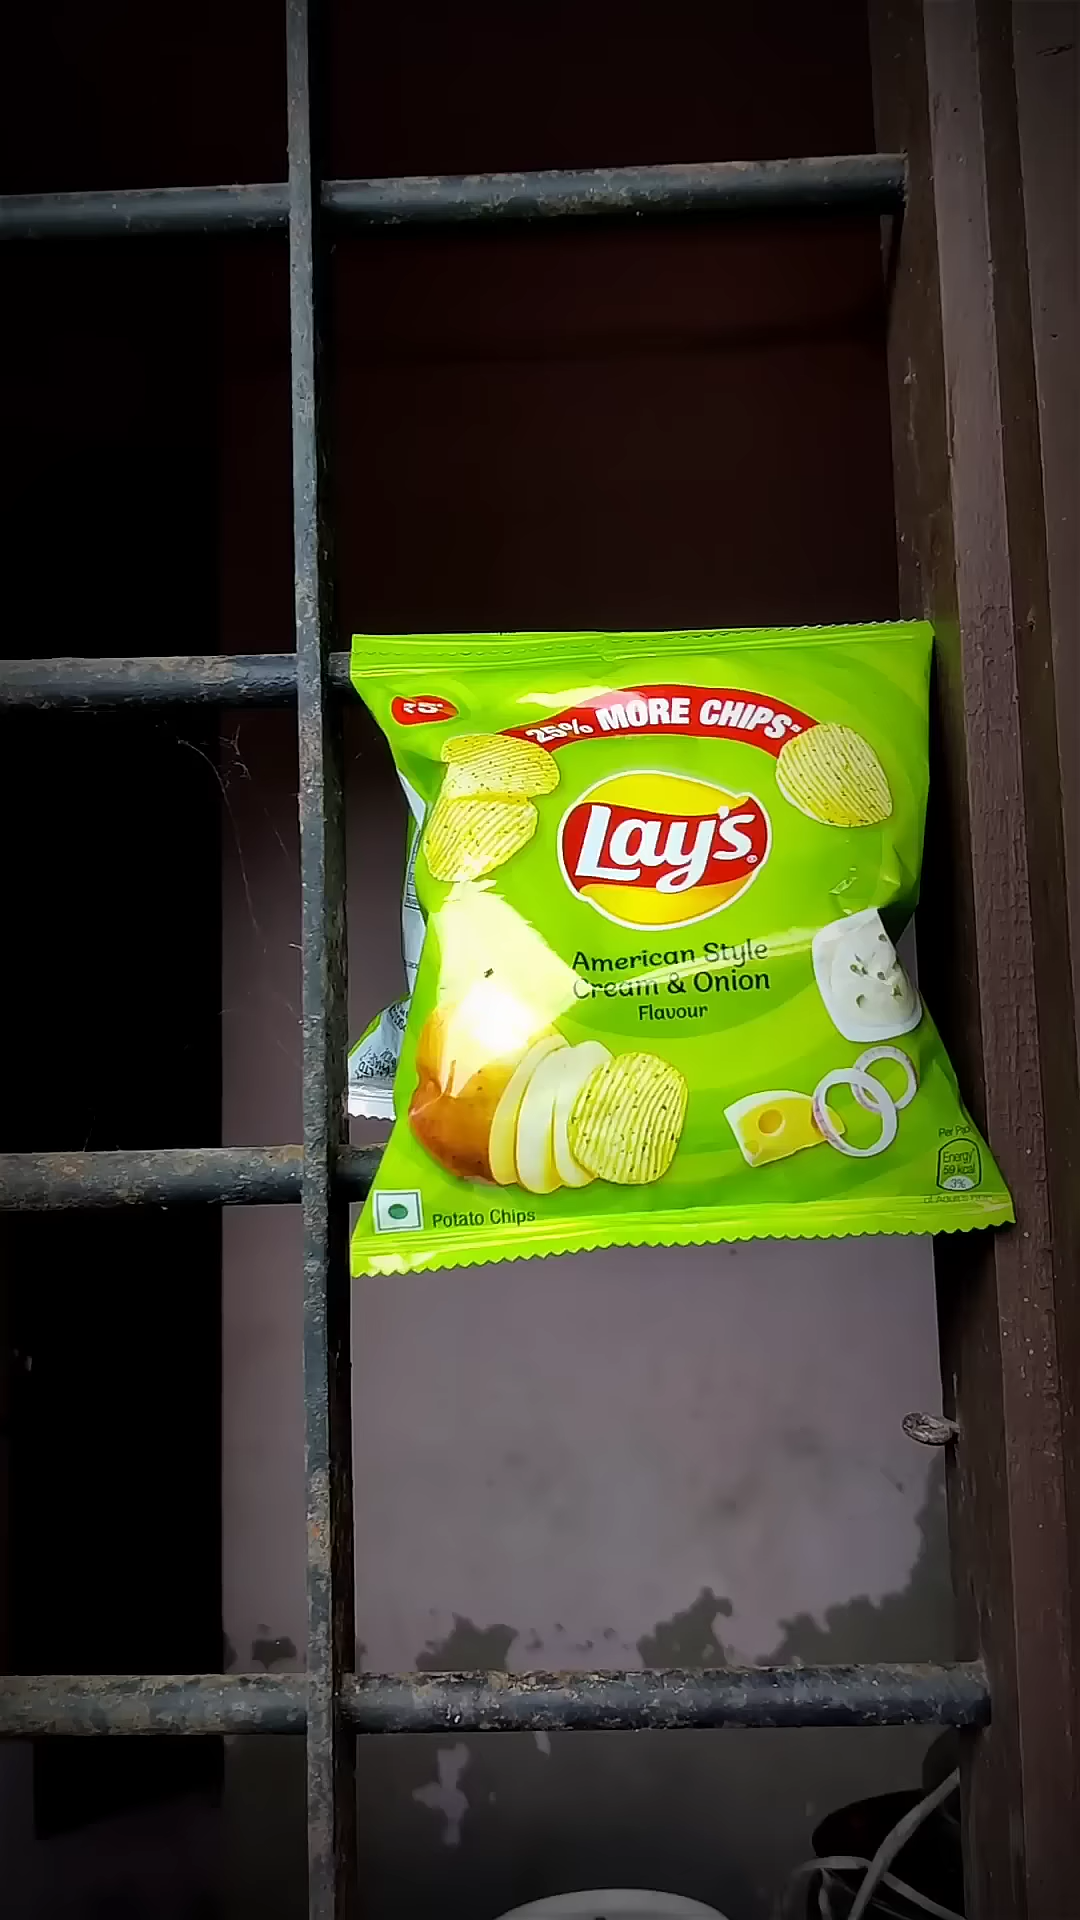 ₹5*
25% MORE CHIPS*
Lay's
American Style
Cream & Onion
Flavour
Per Pack
Energy*
59 kcal
3%
Potato Chips